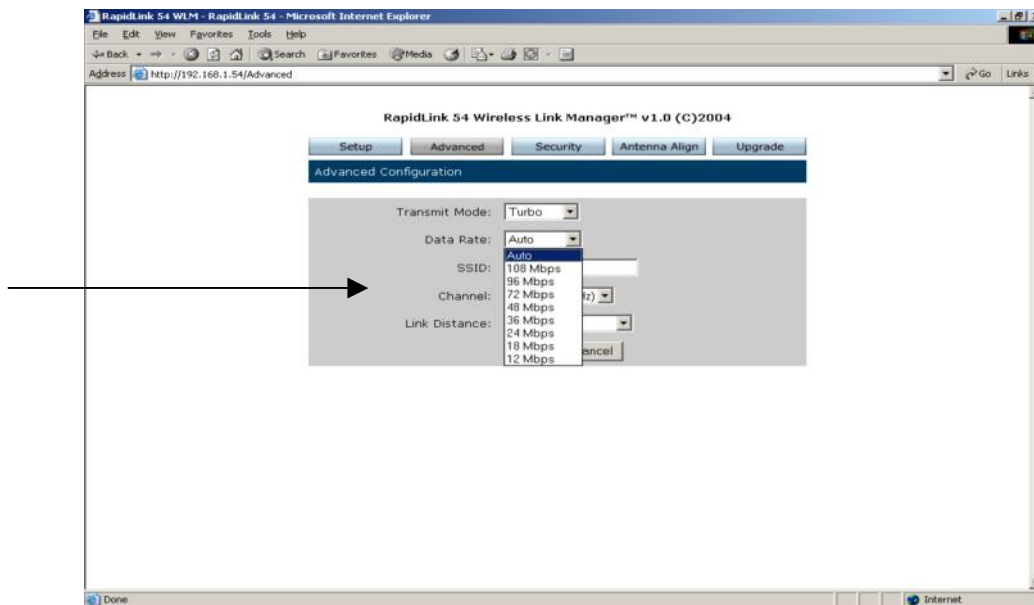 RapidLink 54 WLM - RapidLink 54 - Microsoft Internet Explorer
File Edit View Favorites Tools Help
Back Search Favorites Media
Address http://192.168.1.54/Advanced Go Links
RapidLink 54 Wireless Link Manager™ v1.0 (C)2004
Setup Advanced Security Antenna Align Upgrade
Advanced Configuration
Transmit Mode: Turbo
Data Rate: Auto
Auto
SSID: 108 Mbps
96 Mbps
Channel: 72 Mbps Hz)
48 Mbps
Link Distance: 36 Mbps
24 Mbps
18 Mbps
12 Mbps ancel
Done Internet